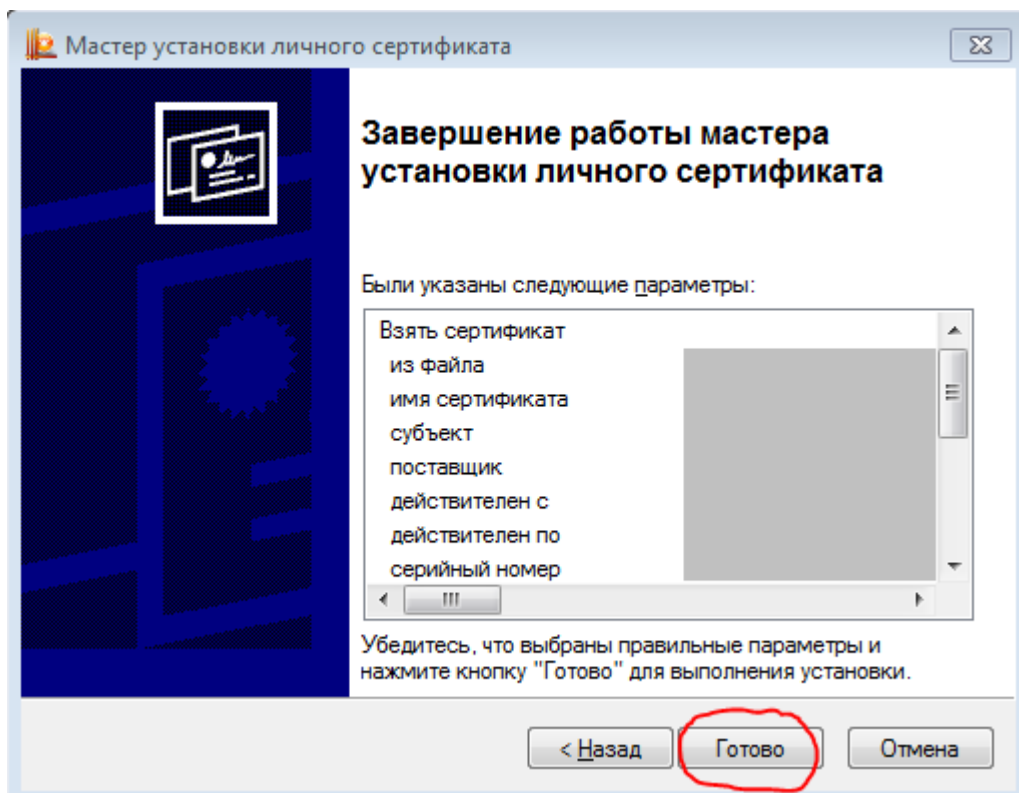 Мастер установки личного сертификата
Завершение работы мастера
установки личного сертификата
Были указаны следующие параметры:
Взять сертификат
из файла
имя сертификата
субъект
поставщик
действителен с
действителен по
серийный номер
Убедитесь, что выбраны правильные параметры и
нажмите кнопку "Готово" для выполнения установки.
< Назад Готово Отмена